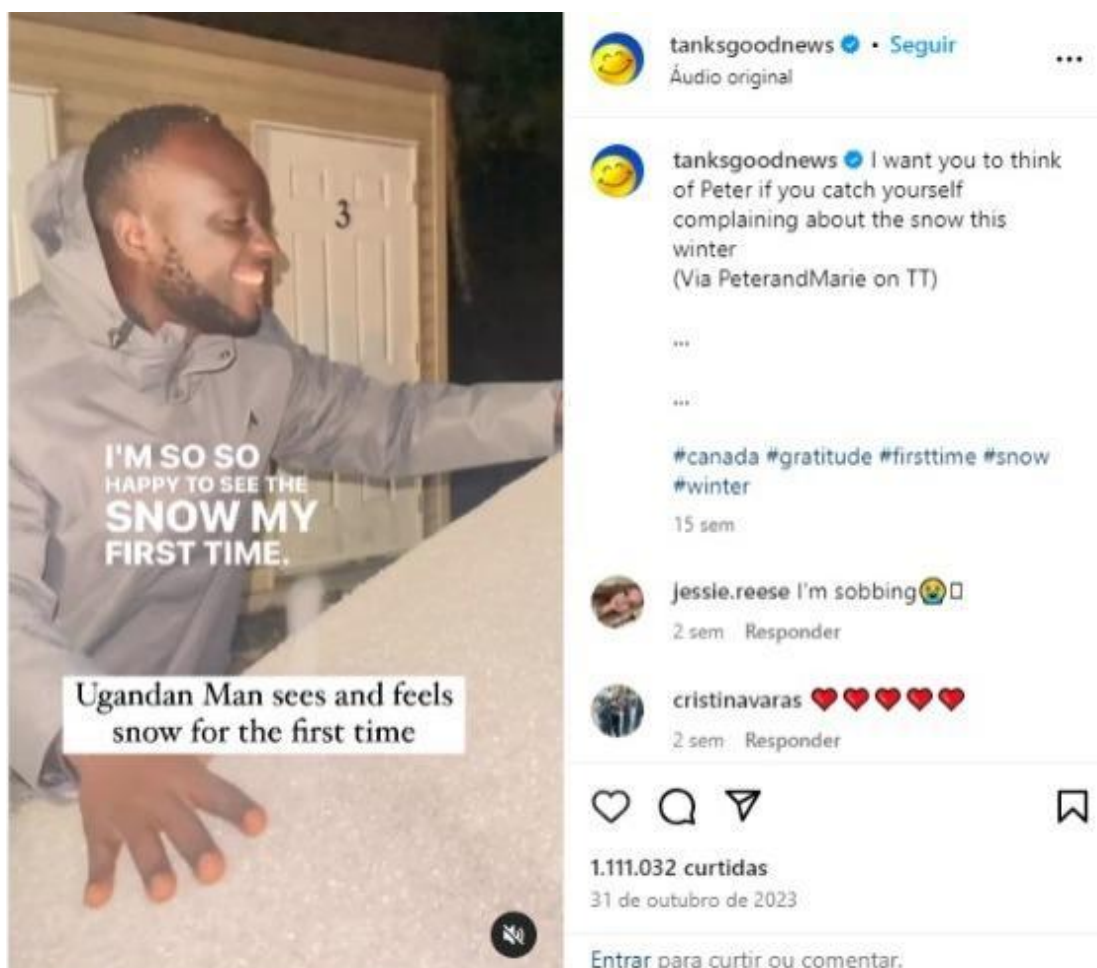 3
I'M SO SO
HAPPY TO SEE THE
SNOW MY
FIRST TIME.
Ugandan Man sees and feels
snow for the first time
tanksgoodnews • Seguir
Áudio original
tanksgoodnews I want you to think
of Peter if you catch yourself
complaining about the snow this
winter
(Via PeterandMarie on TT)
...
...
#canada #gratitude #firsttime #snow
#winter
15 sem
jessie.reese I'm sobbing😭
2 sem Responder
cristinavaras ❤️❤️❤️❤️❤️
2 sem Responder
1.111.032 curtidas
31 de outubro de 2023
Entrar para curtir ou comentar.